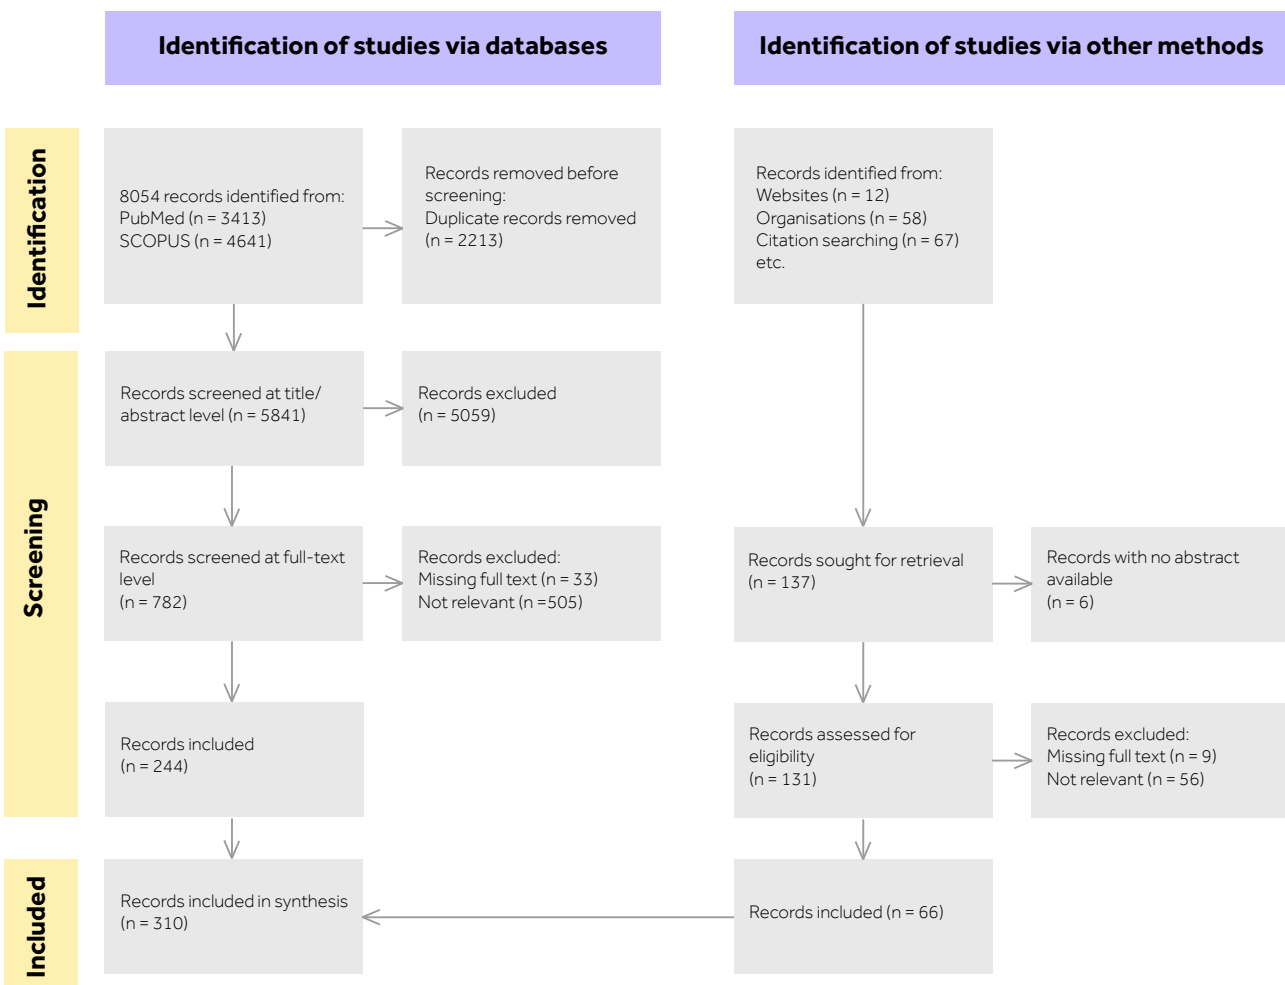 Identification of studies via databases
Identification of studies via other methods
Identification
8054 records identified from:
PubMed (n = 3413)
SCOPUS (n = 4641)
Records removed before
screening:
Duplicate records removed
(n = 2213)
Records identified from:
Websites (n = 12)
Organisations (n = 58)
Citation searching (n = 67)
etc.
Screening
Records screened at title/
abstract level (n = 5841)
Records excluded
(n = 5059)
Records screened at full-text
level
(n = 782)
Records excluded:
Missing full text (n = 33)
Not relevant (n =505)
Records sought for retrieval
(n = 137)
Records with no abstract
available
(n = 6)
Records included
(n = 244)
Records assessed for
eligibility
(n = 131)
Records excluded:
Missing full text (n = 9)
Not relevant (n = 56)
Included
Records included in synthesis
(n = 310)
Records included (n = 66)